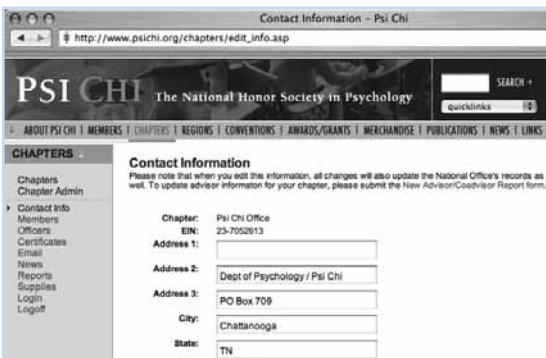 Contact Information – Psi Chi
http://www.psichi.org/chapters/edit_info.asp
PSI CHI The National Honor Society in Psychology
SEARCH
quicklinks
ABOUT PSI CHI | MEMBERS | CHAPTERS | REGIONS | CONVENTIONS | AWARDS/GRANTS | MERCHANDISE | PUBLICATIONS | NEWS | LINKS
CHAPTERS
Chapters
Chapter Admin
Contact Info
Members
Officers
Certificates
Email
News
Reports
Supplies
Login
Logoff
Contact Information
Please note that when you edit this information, all changes will also update the National Office's records as
well. To update advisor informaton for your chapter, please submit the New Advisor/Coadvisor Report form.
Chapter: Psi Chi Office
EIN: 23-7052613
Address 1:
Address 2: Dept of Psychology / Psi Chi
Address 3: PO Box 709
City: Chattanooga
State: TN